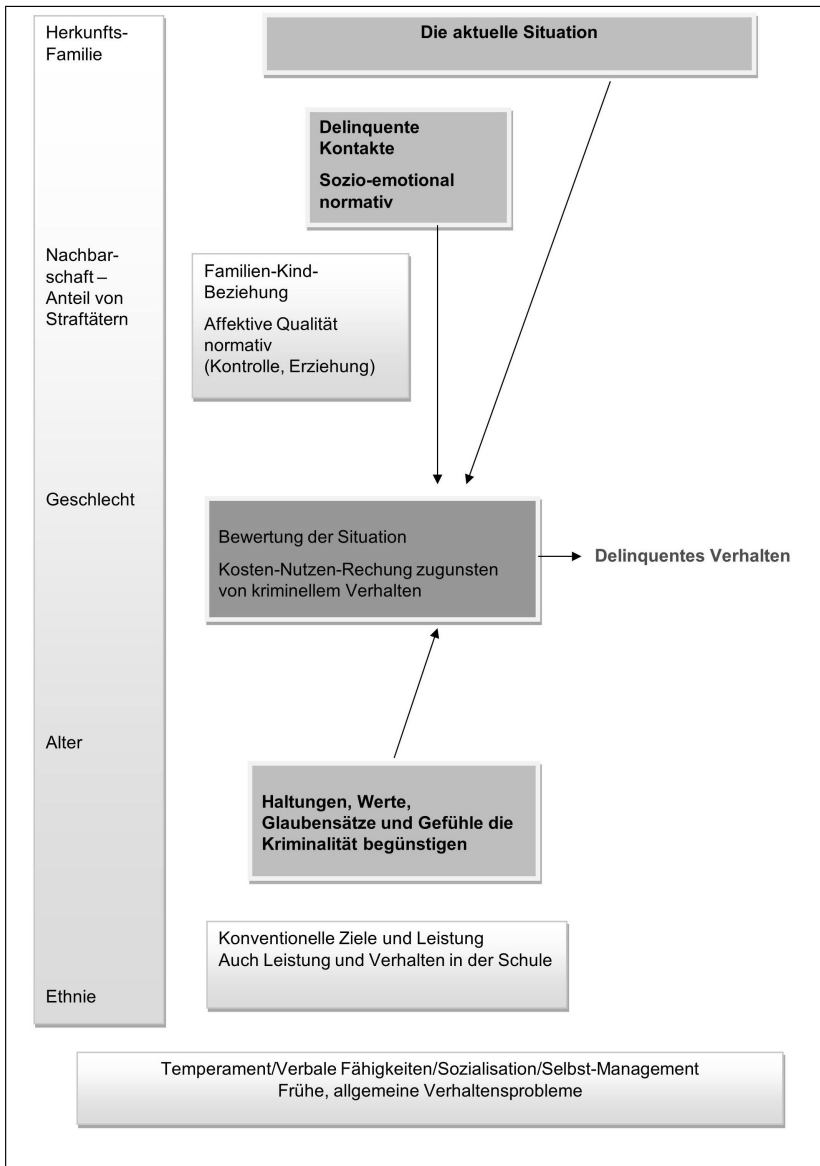 Herkunfts-
Familie
Nachbar-
schaft –
Anteil von
Straftätern
Geschlecht
Alter
Ethnie
Die aktuelle Situation
Delinquente
Kontakte
Sozio-emotional
normativ
Familien-Kind-
Beziehung
Affektive Qualität
normativ
(Kontrolle, Erziehung)
Bewertung der Situation
Kosten-Nutzen-Rechung zugunsten
von kriminellem Verhalten
Delinquentes Verhalten
Haltungen, Werte,
Glaubensätze und Gefühle die
Kriminalität begünstigen
Konventionelle Ziele und Leistung
Auch Leistung und Verhalten in der Schule
Temperament/Verbale Fähigkeiten/Sozialisation/Selbst-Management
Frühe, allgemeine Verhaltensprobleme